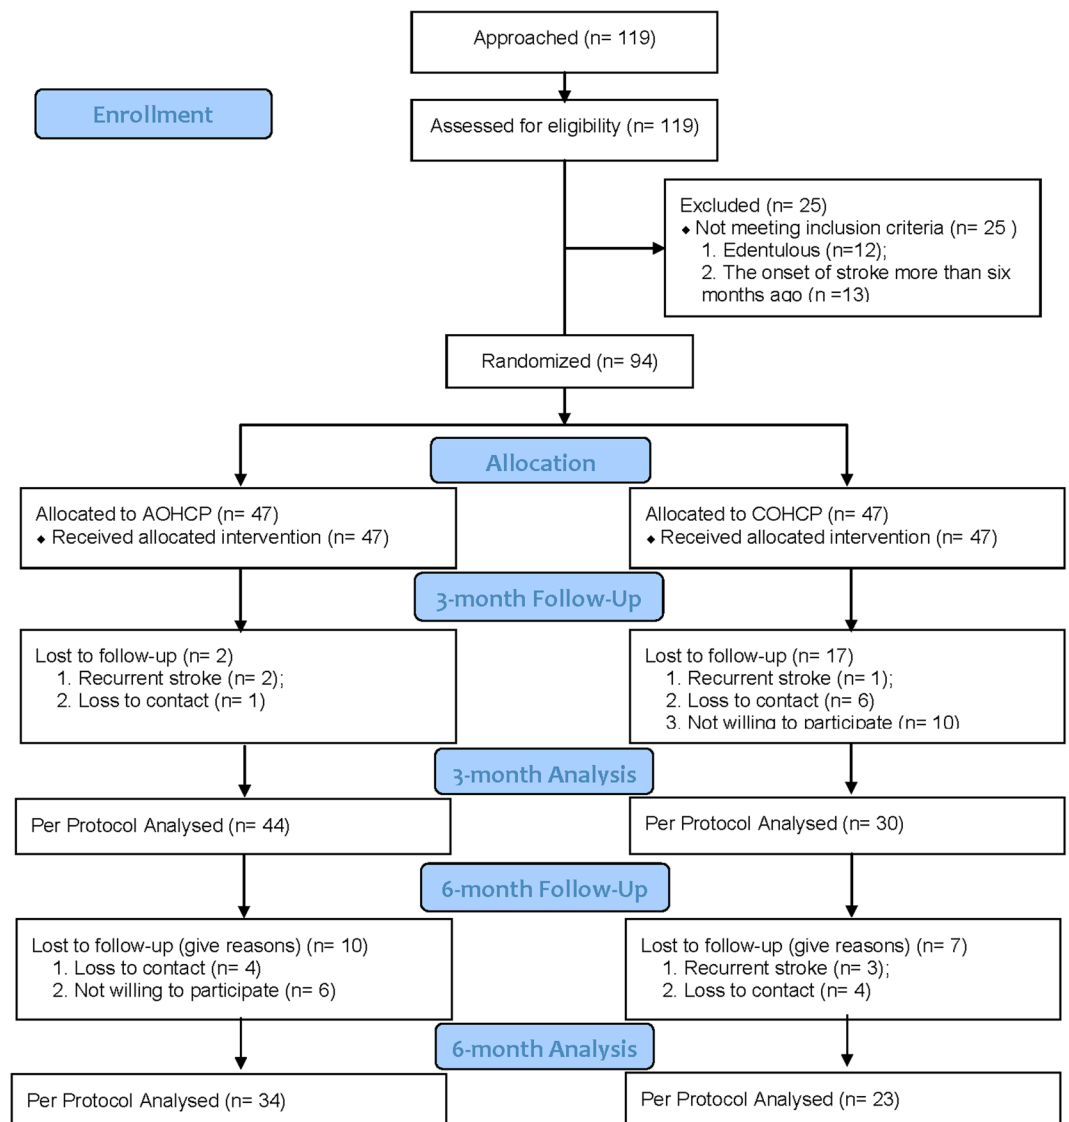 Approached (n= 119)
Enrollment
Assessed for eligibility (n= 119)
Excluded (n= 25)
⬥ Not meeting inclusion criteria (n= 25 )
1. Edentulous (n=12);
2. The onset of stroke more than six
months ago (n =13)
Randomized (n= 94)
Allocation
Allocated to AOHCP (n= 47)
⬥ Received allocated intervention (n= 47)
Allocated to COHCP (n= 47)
⬥ Received allocated intervention (n= 47)
3-month Follow-Up
Lost to follow-up (n= 2)
1. Recurrent stroke (n= 2);
2. Loss to contact (n= 1)
Lost to follow-up (n= 17)
1. Recurrent stroke (n= 1);
2. Loss to contact (n= 6)
3. Not willing to participate (n= 10)
3-month Analysis
Per Protocol Analysed (n= 44)
Per Protocol Analysed (n= 30)
6-month Follow-Up
Lost to follow-up (give reasons) (n= 10)
1. Loss to contact (n= 4)
2. Not willing to participate (n= 6)
Lost to follow-up (give reasons) (n= 7)
1. Recurrent stroke (n= 3);
2. Loss to contact (n= 4)
6-month Analysis
Per Protocol Analysed (n= 34)
Per Protocol Analysed (n= 23)